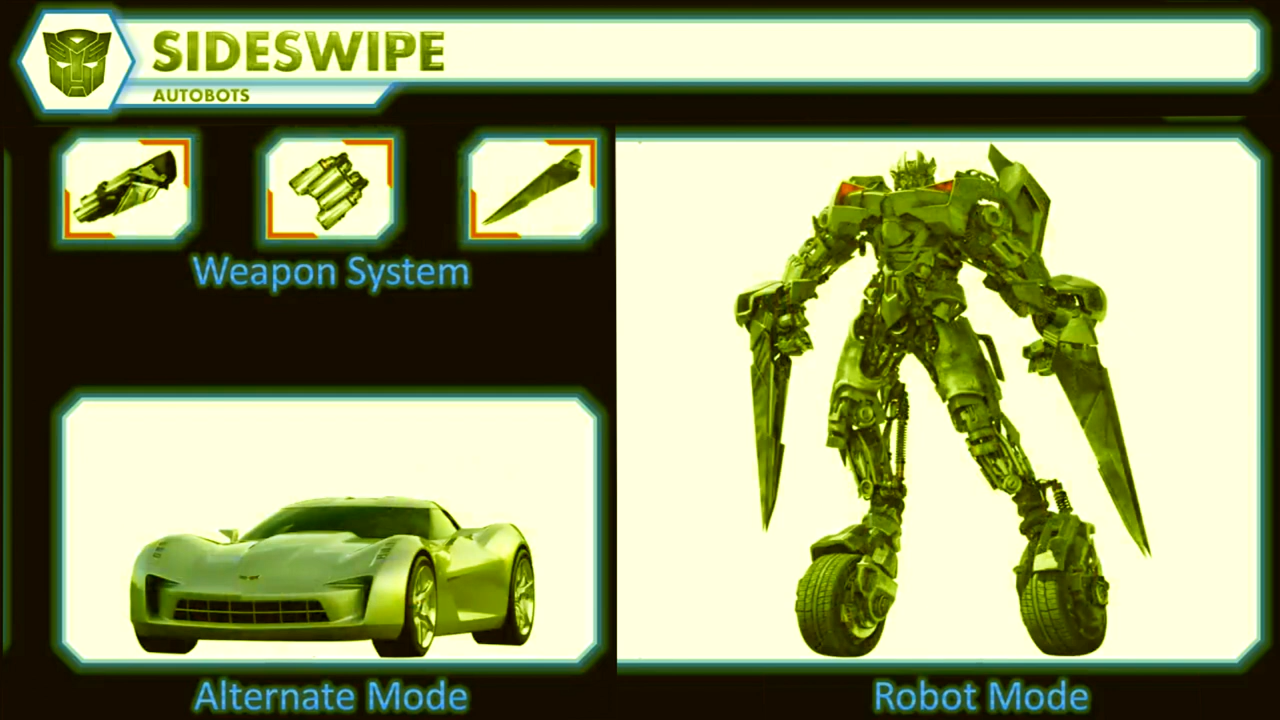 SIDESWIPE
AUTOBOTS
Weapon System
Alternate Mode
Robot Mode